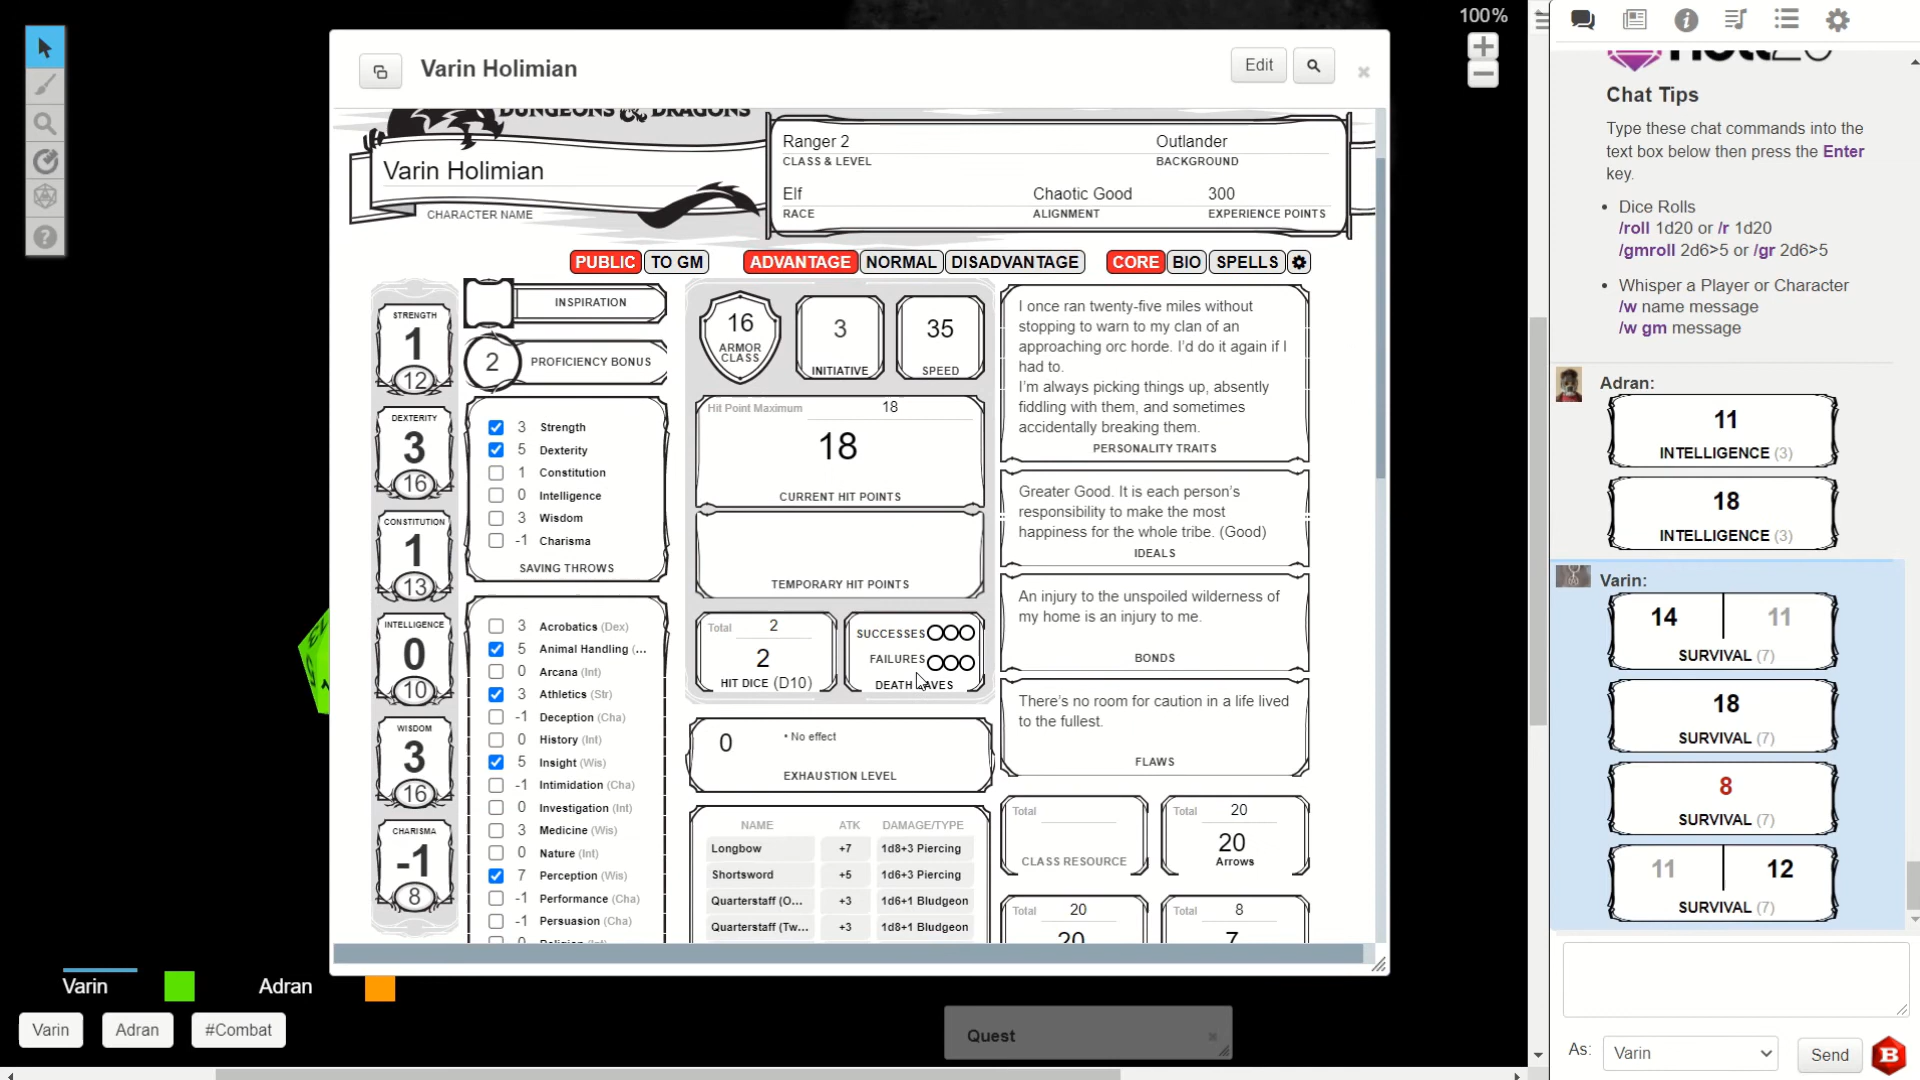 100%
Varin Holimian
Edit
DUNGEONS & DRAGONS
Varin Holimian
CHARACTER NAME
Ranger 2
Outlander
CLASS & LEVEL
BACKGROUND
Elf
Chaotic Good
300
RACE
ALIGNMENT
EXPERIENCE POINTS
PUBLIC
TO GM
ADVANTAGE
NORMAL
DISADVANTAGE
CORE
BIO
SPELLS
STRENGTH
1
12
DEXTERITY
3
16
CONSTITUTION
1
13
INTELLIGENCE
0
10
WISDOM
3
16
CHARISMA
-1
8
INSPIRATION
2
PROFICIENCY BONUS
3 Strength
5 Dexterity
1 Constitution
0 Intelligence
3 Wisdom
-1 Charisma
SAVING THROWS
3 Acrobatics (Dex)
5 Animal Handling (...
0 Arcana (Int)
3 Athletics (Str)
-1 Deception (Cha)
0 History (Int)
5 Insight (Wis)
-1 Intimidation (Cha)
0 Investigation (Int)
3 Medicine (Wis)
0 Nature (Int)
7 Perception (Wis)
-1 Performance (Cha)
-1 Persuasion (Cha)
16
ARMOR
CLASS
3
INITIATIVE
35
SPEED
Hit Point Maximum 18
18
CURRENT HIT POINTS
TEMPORARY HIT POINTS
Total 2
2
HIT DICE (D10)
SUCCESSES
FAILURES
DEATH SAVES
0
• No effect
EXHAUSTION LEVEL
NAME ATK DAMAGE/TYPE
Longbow +7 1d8+3 Piercing
Shortsword +5 1d6+3 Piercing
Quarterstaff (O... +3 1d6+1 Bludgeon
Quarterstaff (Tw... +3 1d8+1 Bludgeon
I once ran twenty-five miles without
stopping to warn to my clan of an
approaching orc horde. I'd do it again if I
had to.
I'm always picking things up, absently
fiddling with them, and sometimes
accidentally breaking them.
PERSONALITY TRAITS
Greater Good. It is each person's
responsibility to make the most
happiness for the whole tribe. (Good)
IDEALS
An injury to the unspoiled wilderness of
my home is an injury to me.
BONDS
There's no room for caution in a life lived
to the fullest.
FLAWS
Total
CLASS RESOURCE
Total 20
20
Arrows
Total 20
20
Total 8
7
Chat Tips
Type these chat commands into the
text box below then press the Enter
key.
• Dice Rolls
/roll 1d20 or /r 1d20
/gmroll 2d6>5 or /gr 2d6>5
• Whisper a Player or Character
/w name message
/w gm message
Adran:
11
INTELLIGENCE (3)
18
INTELLIGENCE (3)
Varin:
14 11
SURVIVAL (7)
18
SURVIVAL (7)
8
SURVIVAL (7)
11 12
SURVIVAL (7)
As: Varin
Send
B
Varin
Adran
Varin
Adran
#Combat
Quest